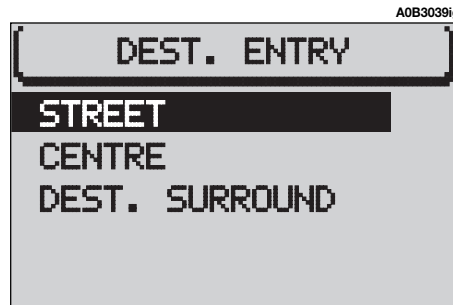 A0B3039i
DEST. ENTRY
STREET
CENTRE
DEST. SURROUND